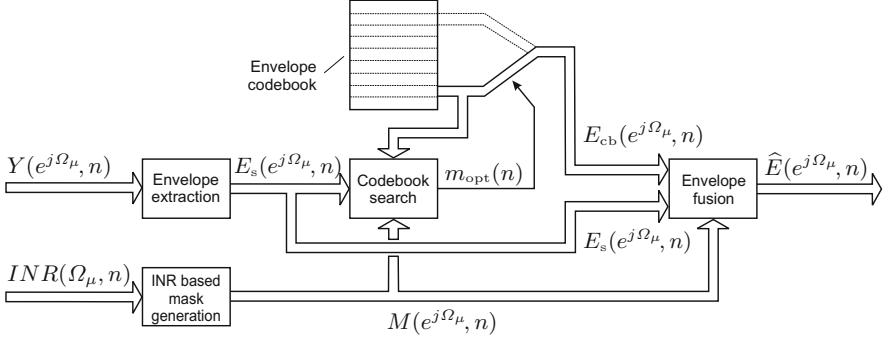 Envelope
codebook
Y(e^{jΩ_μ}, n)
E_s(e^{jΩ_μ}, n)
Envelope
extraction
Codebook
search
m_opt(n)
E_cb(e^{jΩ_μ}, n)
Envelope
fusion
Ê(e^{jΩ_μ}, n)
E_s(e^{jΩ_μ}, n)
INR(Ω_μ, n)
INR based
mask
generation
M(e^{jΩ_μ}, n)